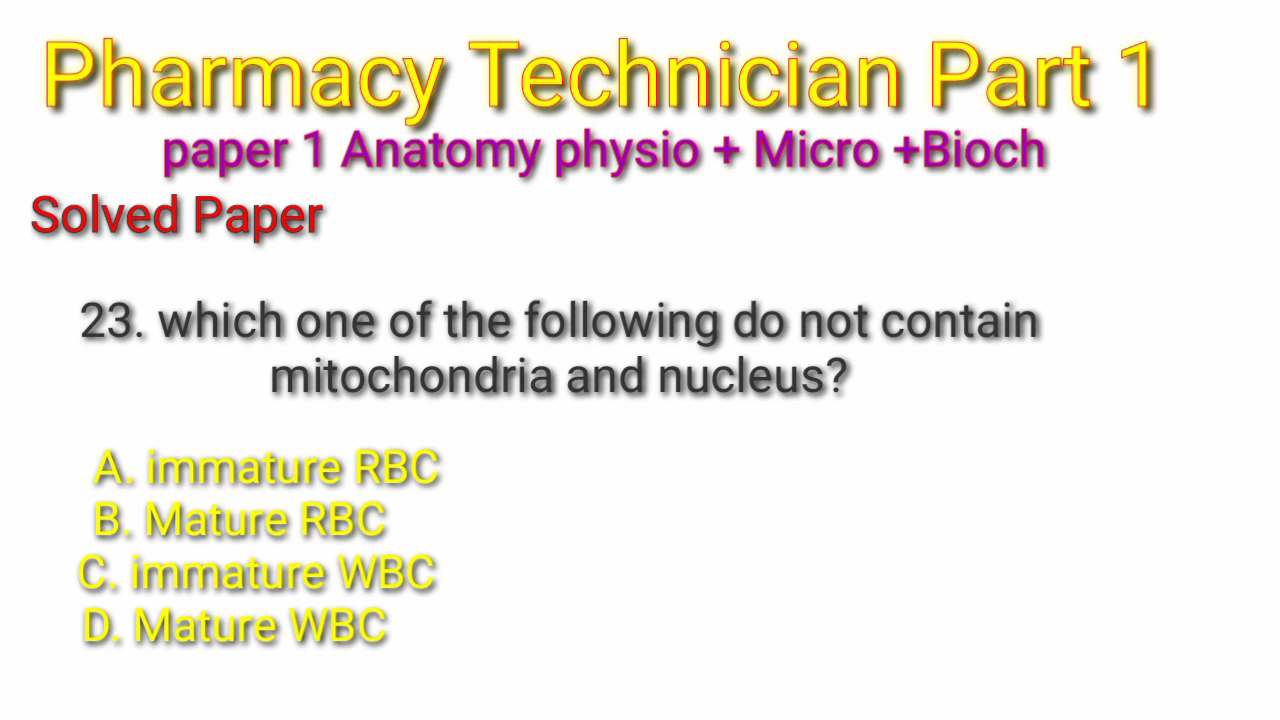 Pharmacy Technician Part 1
paper 1 Anatomy physio + Micro +Bioch
Solved Paper
23. which one of the following do not contain
mitochondria and nucleus?
A. immature RBC
B. Mature RBC
C. immature WBC
D. Mature WBC